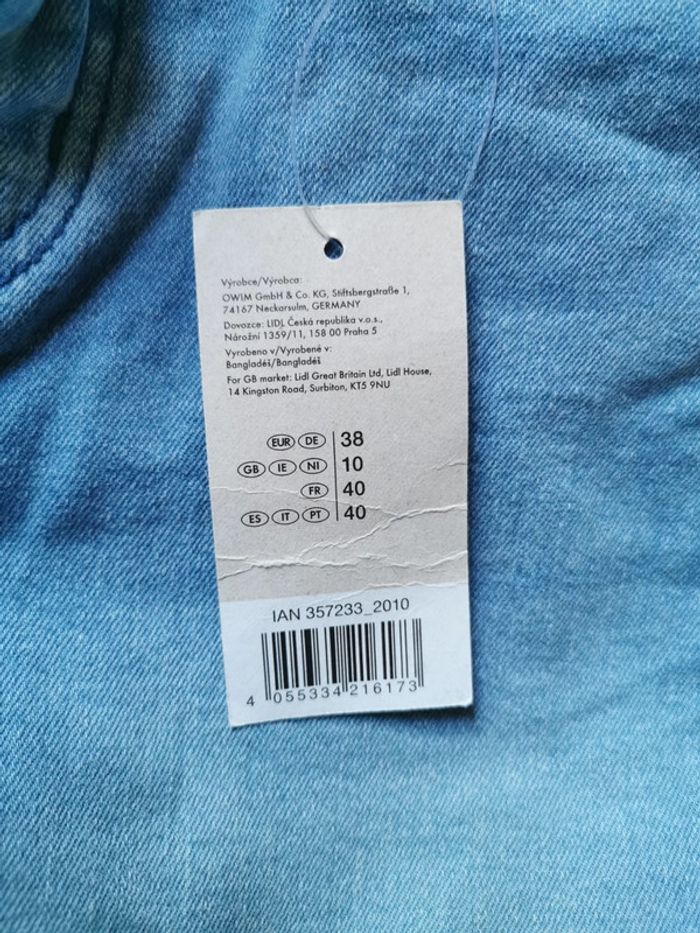 Výrobce/Výrobca:
OWIM GmbH & Co. KG, Stiftsbergstraße 1,
74167 Neckarsulm, GERMANY
Dovozce: LIDL Česká republika v.o.s.,
Nárožní 1359/11, 158 00 Praha 5
Vyrobeno v/Vyrobené v:
Bangladéš/Bangladéš
For GB market: Lidl Great Britain Ltd, Lidl House,
14 Kingston Road, Surbiton, KT5 9NU
EUR DE 38
GB IE NI 10
FR 40
ES IT PT 40
IAN 357233_2010
4 055334 216173